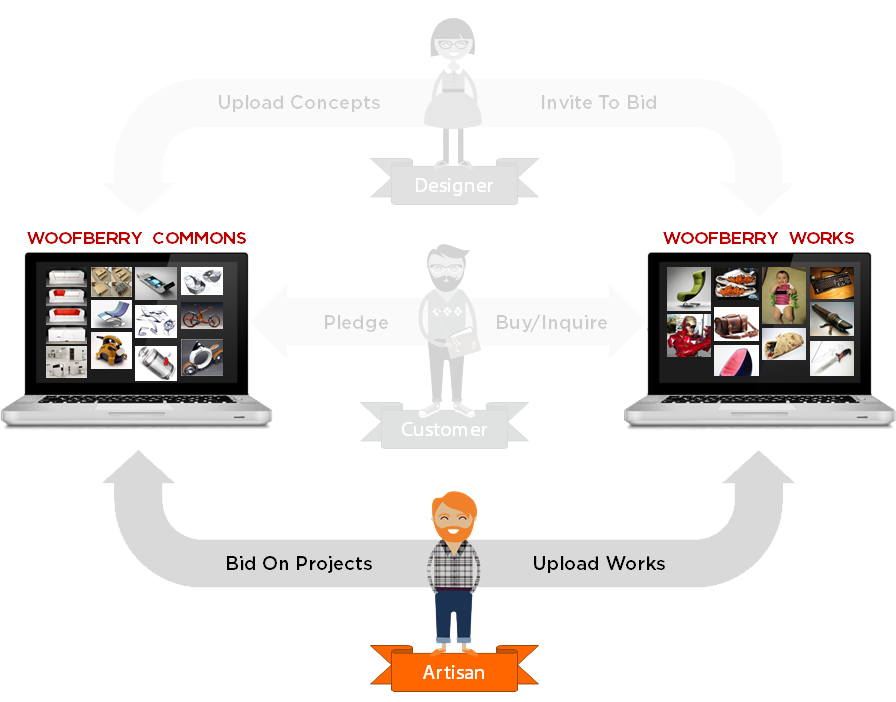 Upload Concepts
Invite To Bid
Designer
WOOFBERRY COMMONS
WOOFBERRY WORKS
Pledge
Buy/Inquire
Customer
Bid On Projects
Upload Works
Artisan